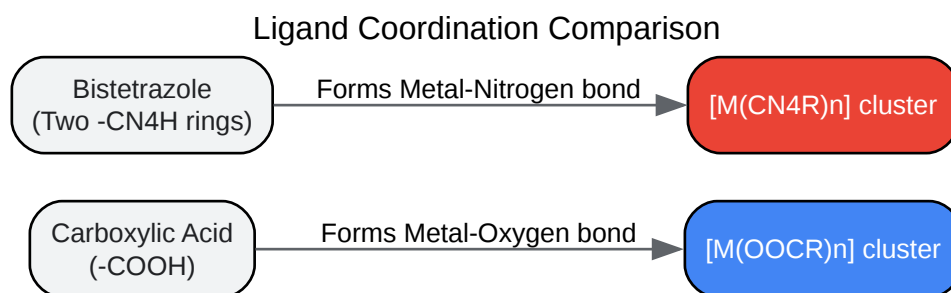 Ligand Coordination Comparison
Bistetrazole
(Two -CN4H rings)
Forms Metal-Nitrogen bond
[M(CN4R)n] cluster
Carboxylic Acid
(-COOH)
Forms Metal-Oxygen bond
[M(OOCR)n] cluster